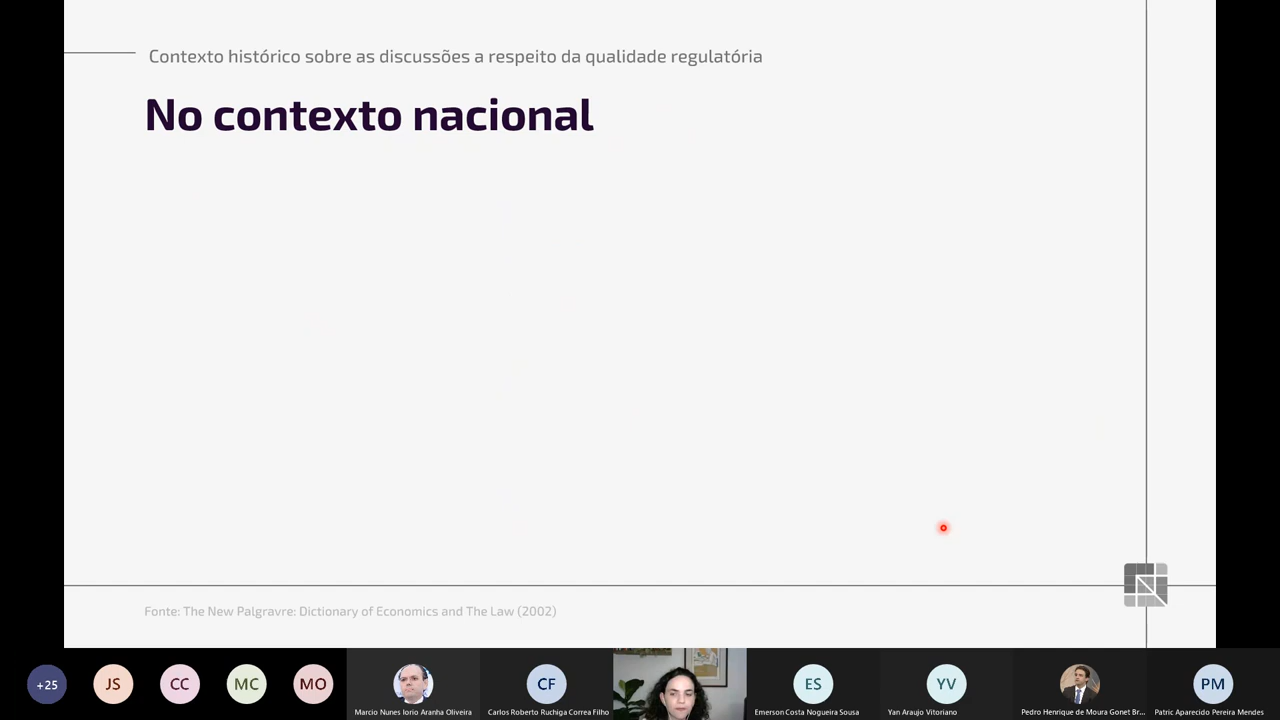 Contexto histórico sobre as discussões a respeito da qualidade regulatória
No contexto nacional
Fonte: The New Palgravre: Dictionary of Economics and The Law (2002)
+25
JS
CC
MC
MO
CF
ES
YV
PM
Marcio Nunes Iorio Aranha Oliveira
Carlos Roberto Ruchiga Correa Filho
Emerson Costa Nogueira Sousa
Yan Araujo Vitoriano
Pedro Henrique de Moura Gonet Br...
Patric Aparecido Pereira Mendes